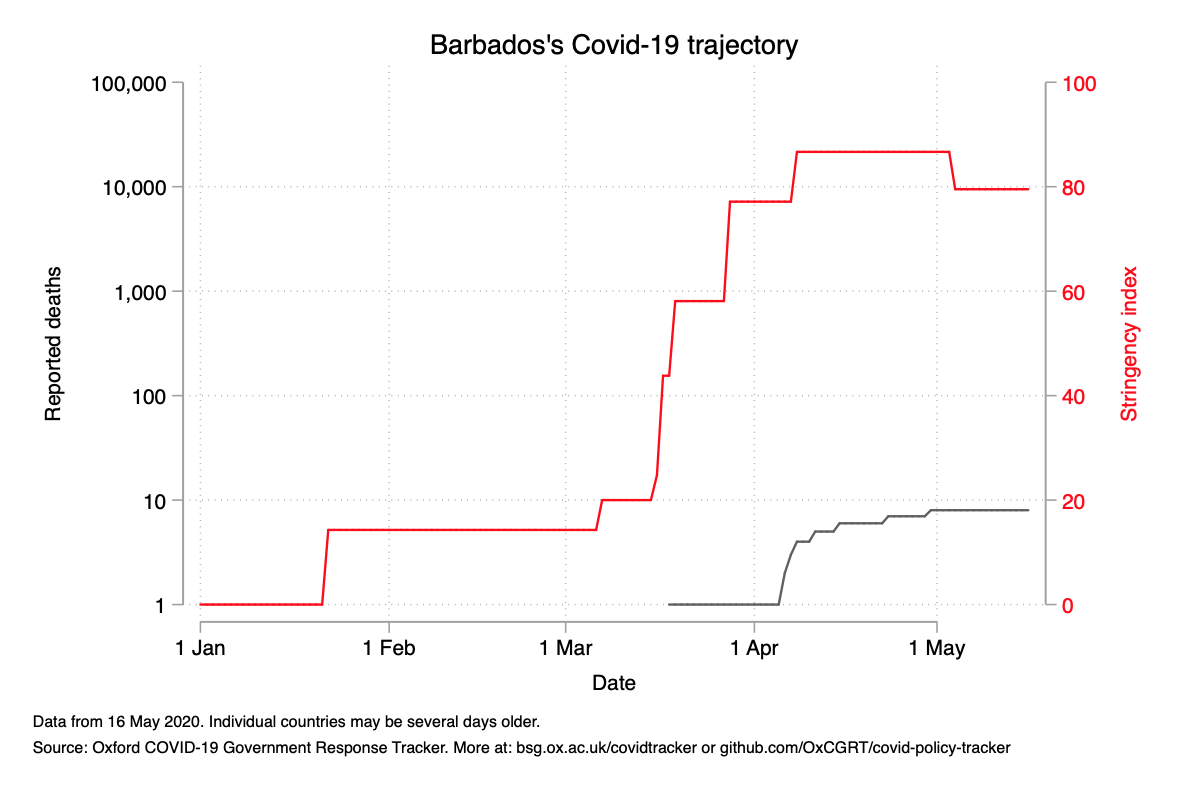 Barbados's Covid-19 trajectory
100,000
10,000
1,000
100
10
1
Reported deaths
100
80
60
40
20
0
Stringency index
1 Jan
1 Feb
1 Mar
1 Apr
1 May
Date
Data from 16 May 2020. Individual countries may be several days older.
Source: Oxford COVID-19 Government Response Tracker. More at: bsg.ox.ac.uk/covidtracker or github.com/OxCGRT/covid-policy-tracker